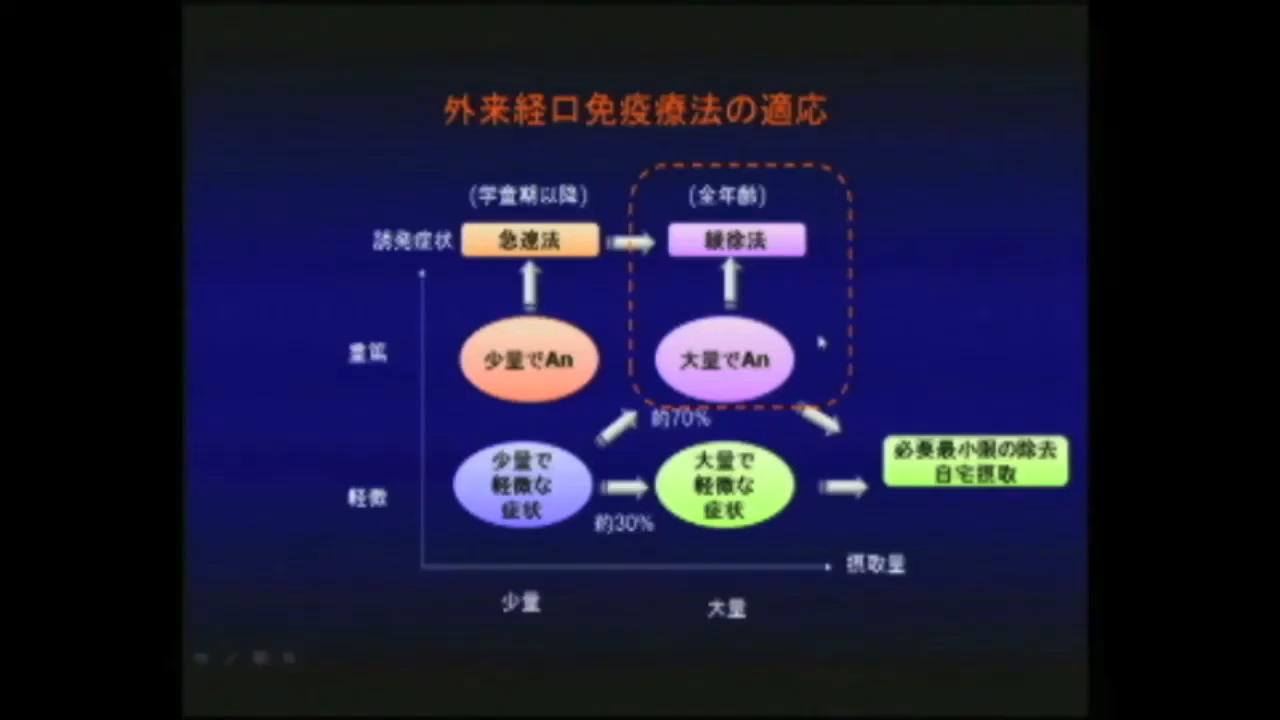 外来経口免疫療法の適応
(学童期以降)
(全年齢)
誘発症状
急速法
緩徐法
重篤
少量でAn
大量でAn
約70%
軽微
少量で
軽微な
症状
大量で
軽微な
症状
必要最小限の除去
自宅摂取
約30%
摂取量
少量
大量